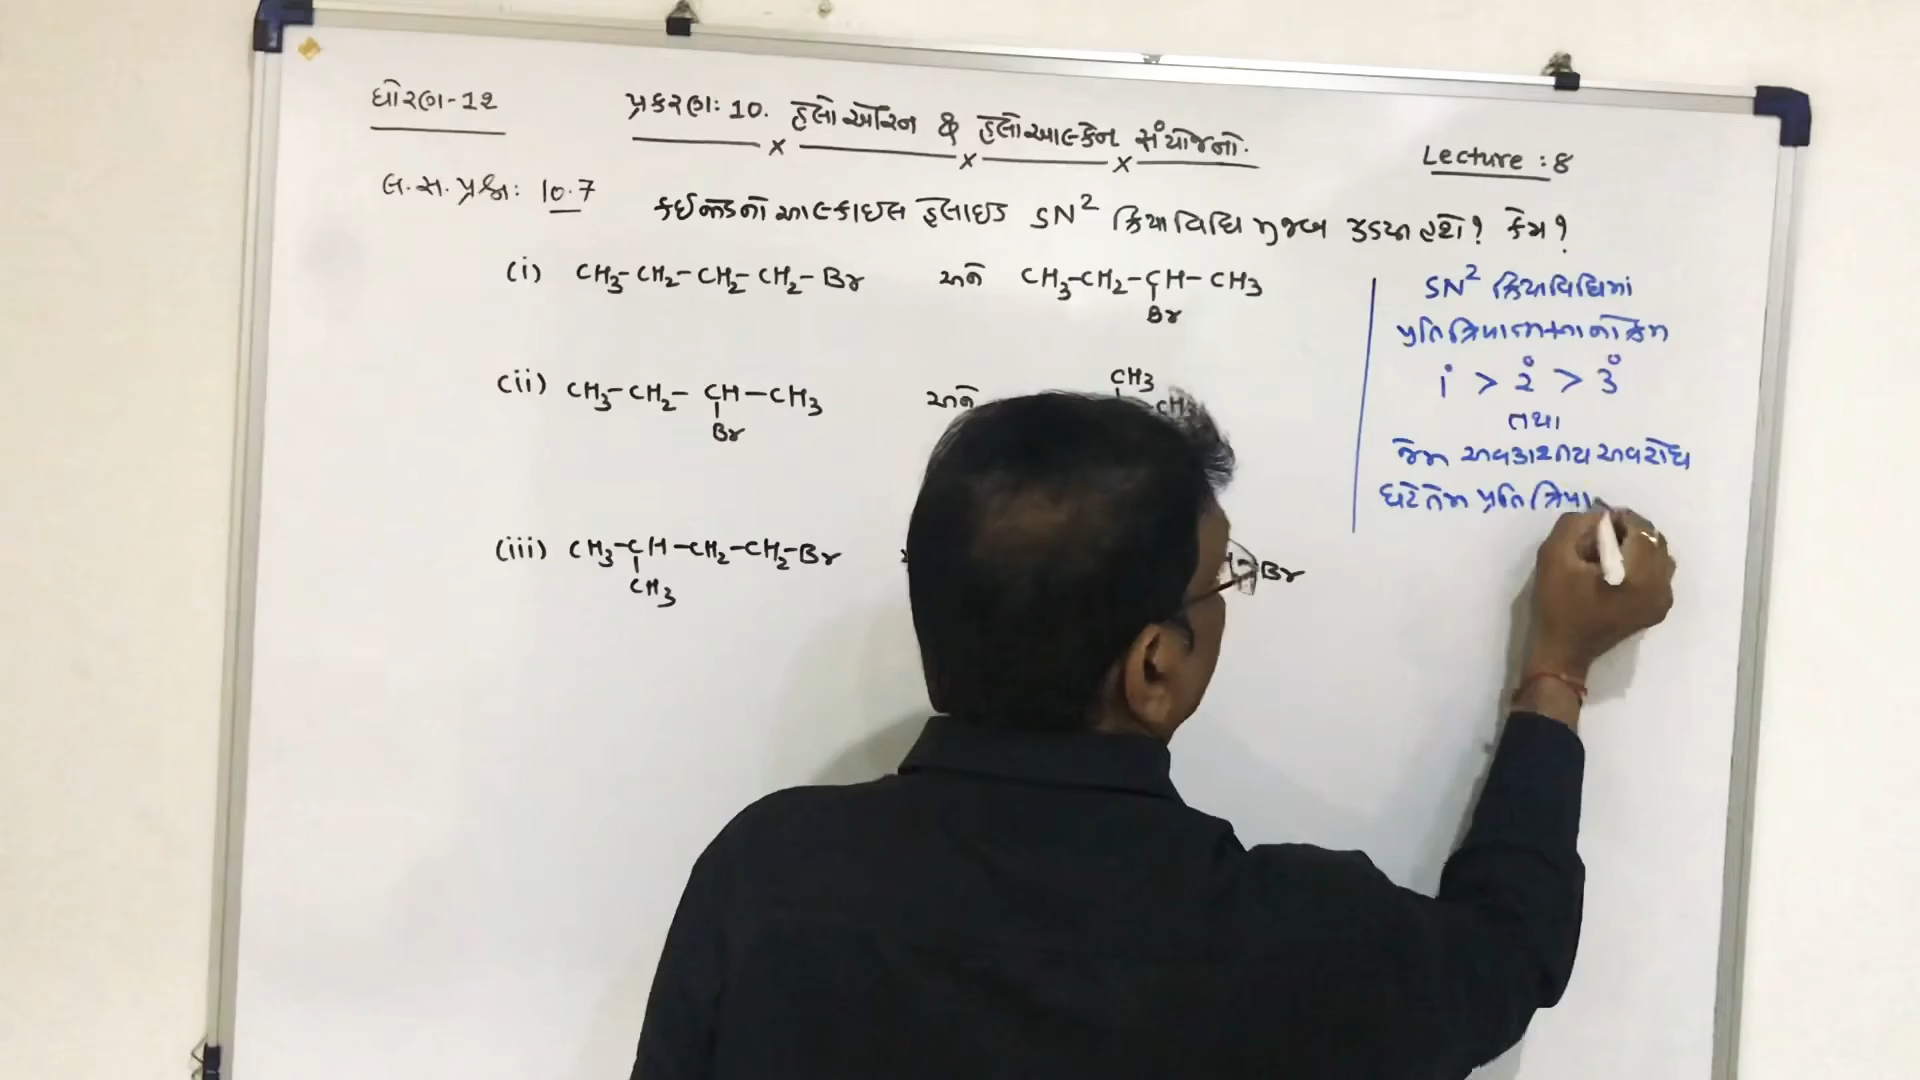 ધોરણ-12
પ્રકરણ: 10. હેલોએરિન & હેલોઆલ્કેન સંયોજનો.
Lecture : 8
લ.સ.પ્રશ્ન: 10.7
કઈ જોડનો આલ્કાઇલ હેલાઇડ SN2 ક્રિયાવિધિ મુજબ ઝડપી હશે? કેમ?
(i) CH3-CH2-CH2-CH2-Br અને CH3-CH2-CH-CH3
Br
(ii) CH3-CH2-CH-CH3
Br
અને
CH3
(iii) CH3-CH-CH2-CH2-Br
CH3
Br
SN2 ક્રિયાવિધિમાં
પ્રતિક્રિયાત્મકતાનો ક્રમ
1° > 2° > 3°
તથા
જેમ અવકાશીય અવરોધ
ઘટે તેમ પ્રતિક્રિયા